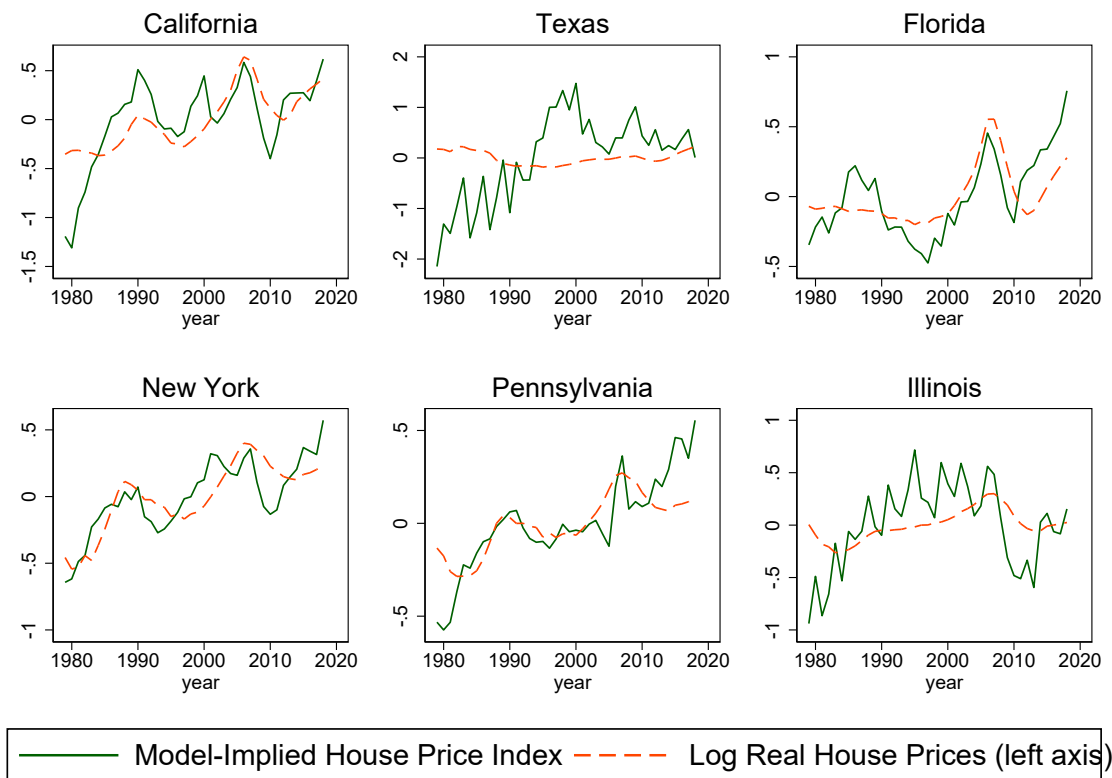 California
.5
0
-.5
-1
-1.5
1980 1990 2000 2010 2020
year
Texas
2
1
0
-1
-2
1980 1990 2000 2010 2020
year
Florida
1
.5
0
-.5
1980 1990 2000 2010 2020
year
New York
.5
0
-.5
-1
1980 1990 2000 2010 2020
year
Pennsylvania
.5
0
-.5
1980 1990 2000 2010 2020
year
Illinois
1
.5
0
-.5
-1
1980 1990 2000 2010 2020
year
Model-Implied House Price Index Log Real House Prices (left axis)